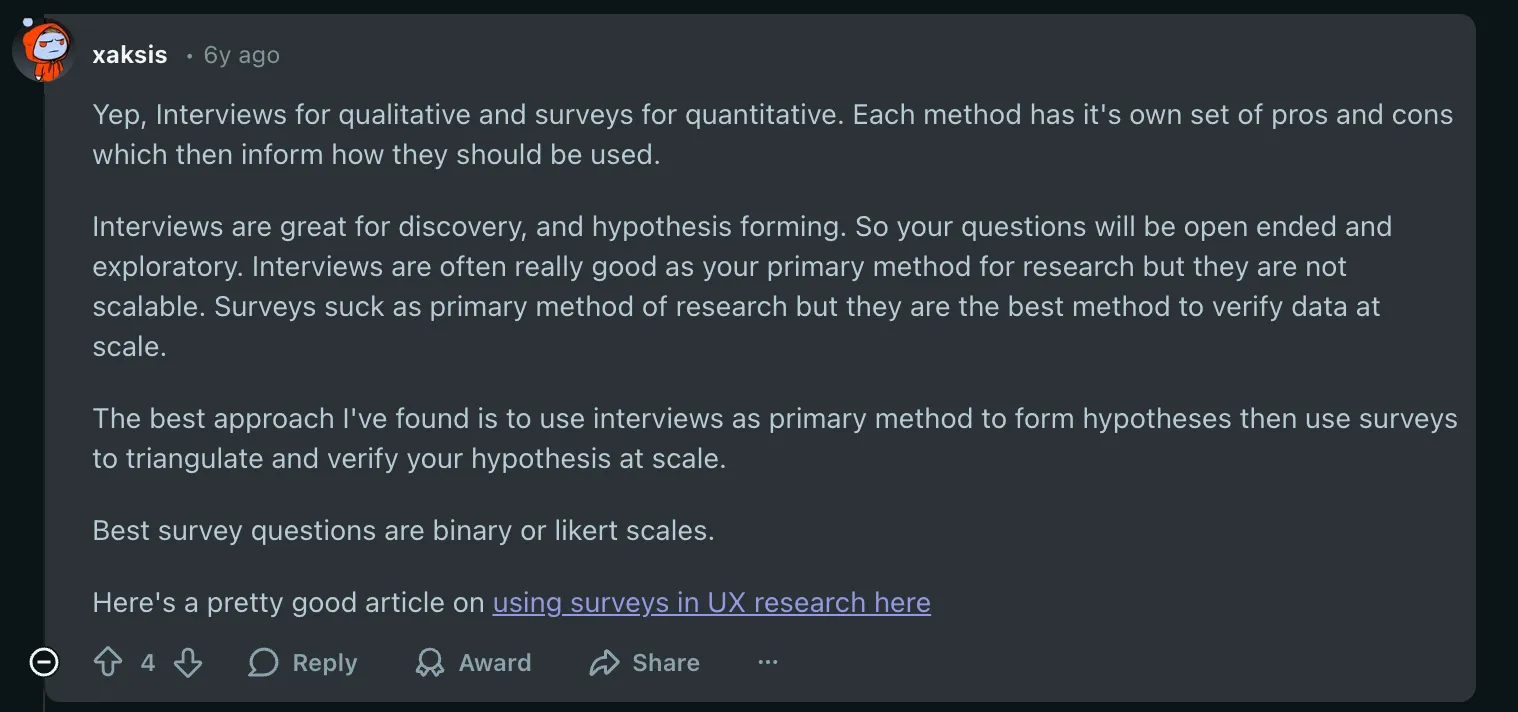 xaksis • 6y ago
Yep, Interviews for qualitative and surveys for quantitative. Each method has it's own set of pros and cons
which then inform how they should be used.
Interviews are great for discovery, and hypothesis forming. So your questions will be open ended and
exploratory. Interviews are often really good as your primary method for research but they are not
scalable. Surveys suck as primary method of research but they are the best method to verify data at
scale.
The best approach I've found is to use interviews as primary method to form hypotheses then use surveys
to triangulate and verify your hypothesis at scale.
Best survey questions are binary or likert scales.
Here's a pretty good article on using surveys in UX research here
4 Reply Award Share ...